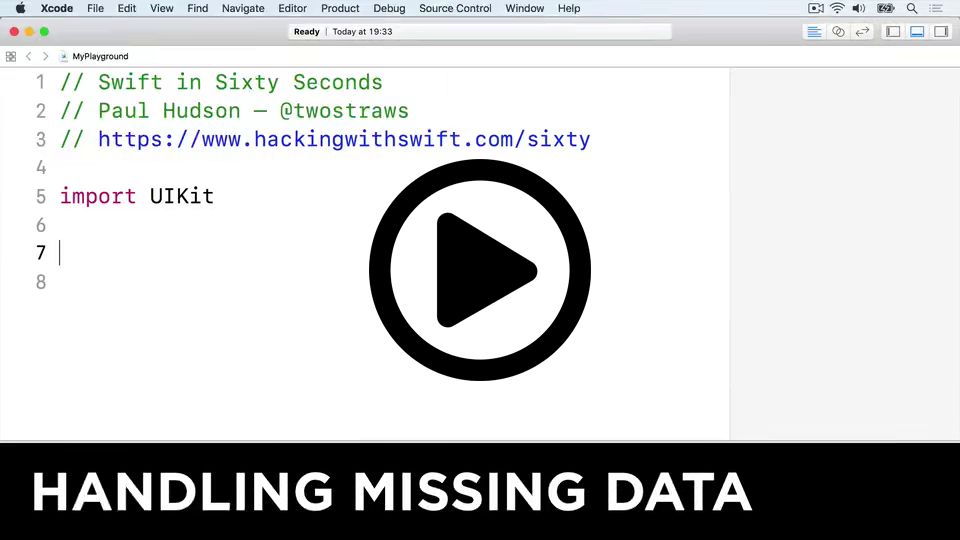 Xcode File Edit View Find Navigate Editor Product Debug Source Control Window Help
Ready | Today at 19:33
MyPlayground
1 // Swift in Sixty Seconds
2 // Paul Hudson — @twostraws
3 // https://www.hackingwithswift.com/sixty
4
5 import UIKit
6
7
8
HANDLING MISSING DATA